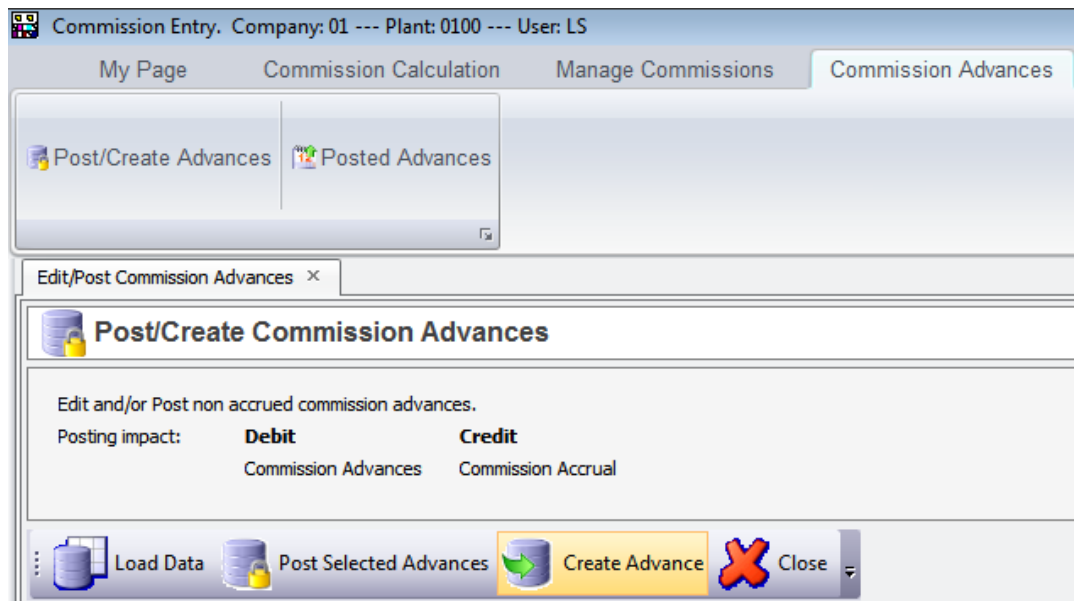 Commission Entry. Company: 01 --- Plant: 0100 --- User: LS
My Page Commission Calculation Manage Commissions Commission Advances
Post/Create Advances Posted Advances
Edit/Post Commission Advances ×
Post/Create Commission Advances
Edit and/or Post non accrued commission advances.
Posting impact: Debit Credit
Commission Advances Commission Accrual
Load Data Post Selected Advances Create Advance Close